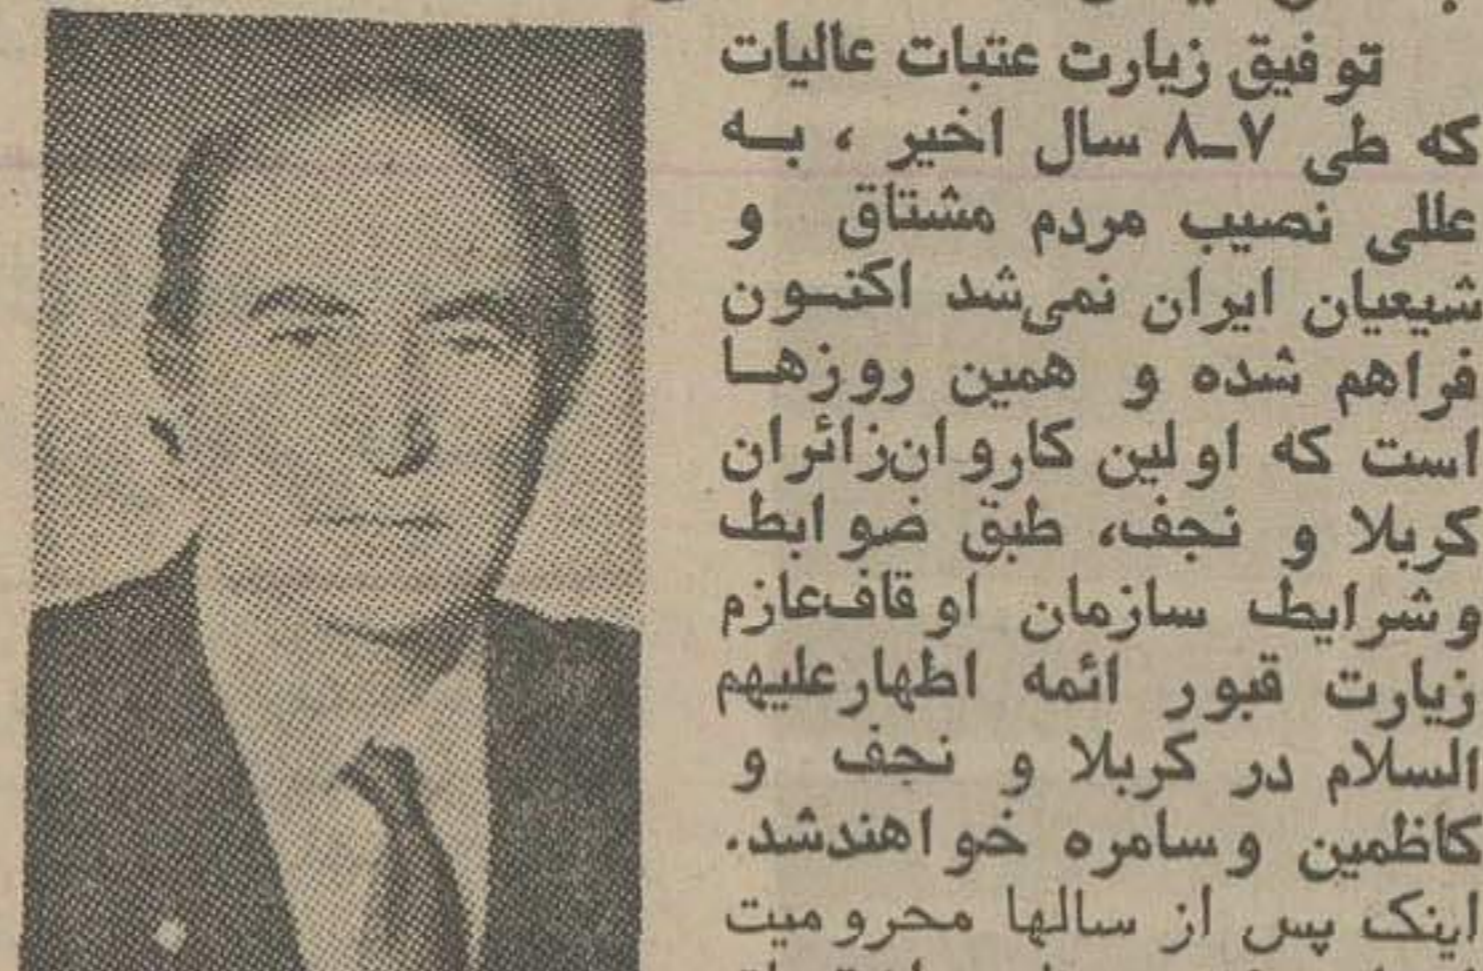 توفیق زیارت عتبات عالیات
که طی ۷ــ۸ سال اخیر ، به
عللی نصیب مردم مشتاق و
شیعیان ایران نمی‌شد اکنون
فراهم شده و همین روزها
است که اولین کاروان‌زائران
کربلا و نجف، طبق ضوابط
وشرایط سازمان اوقاف‌عازم
زیارت قبور ائمه اطهارعلیهم
السلام در کربلا و نجف و
کاظمین وسامره خواهندشد.
اینک پس از سالها محرومیت